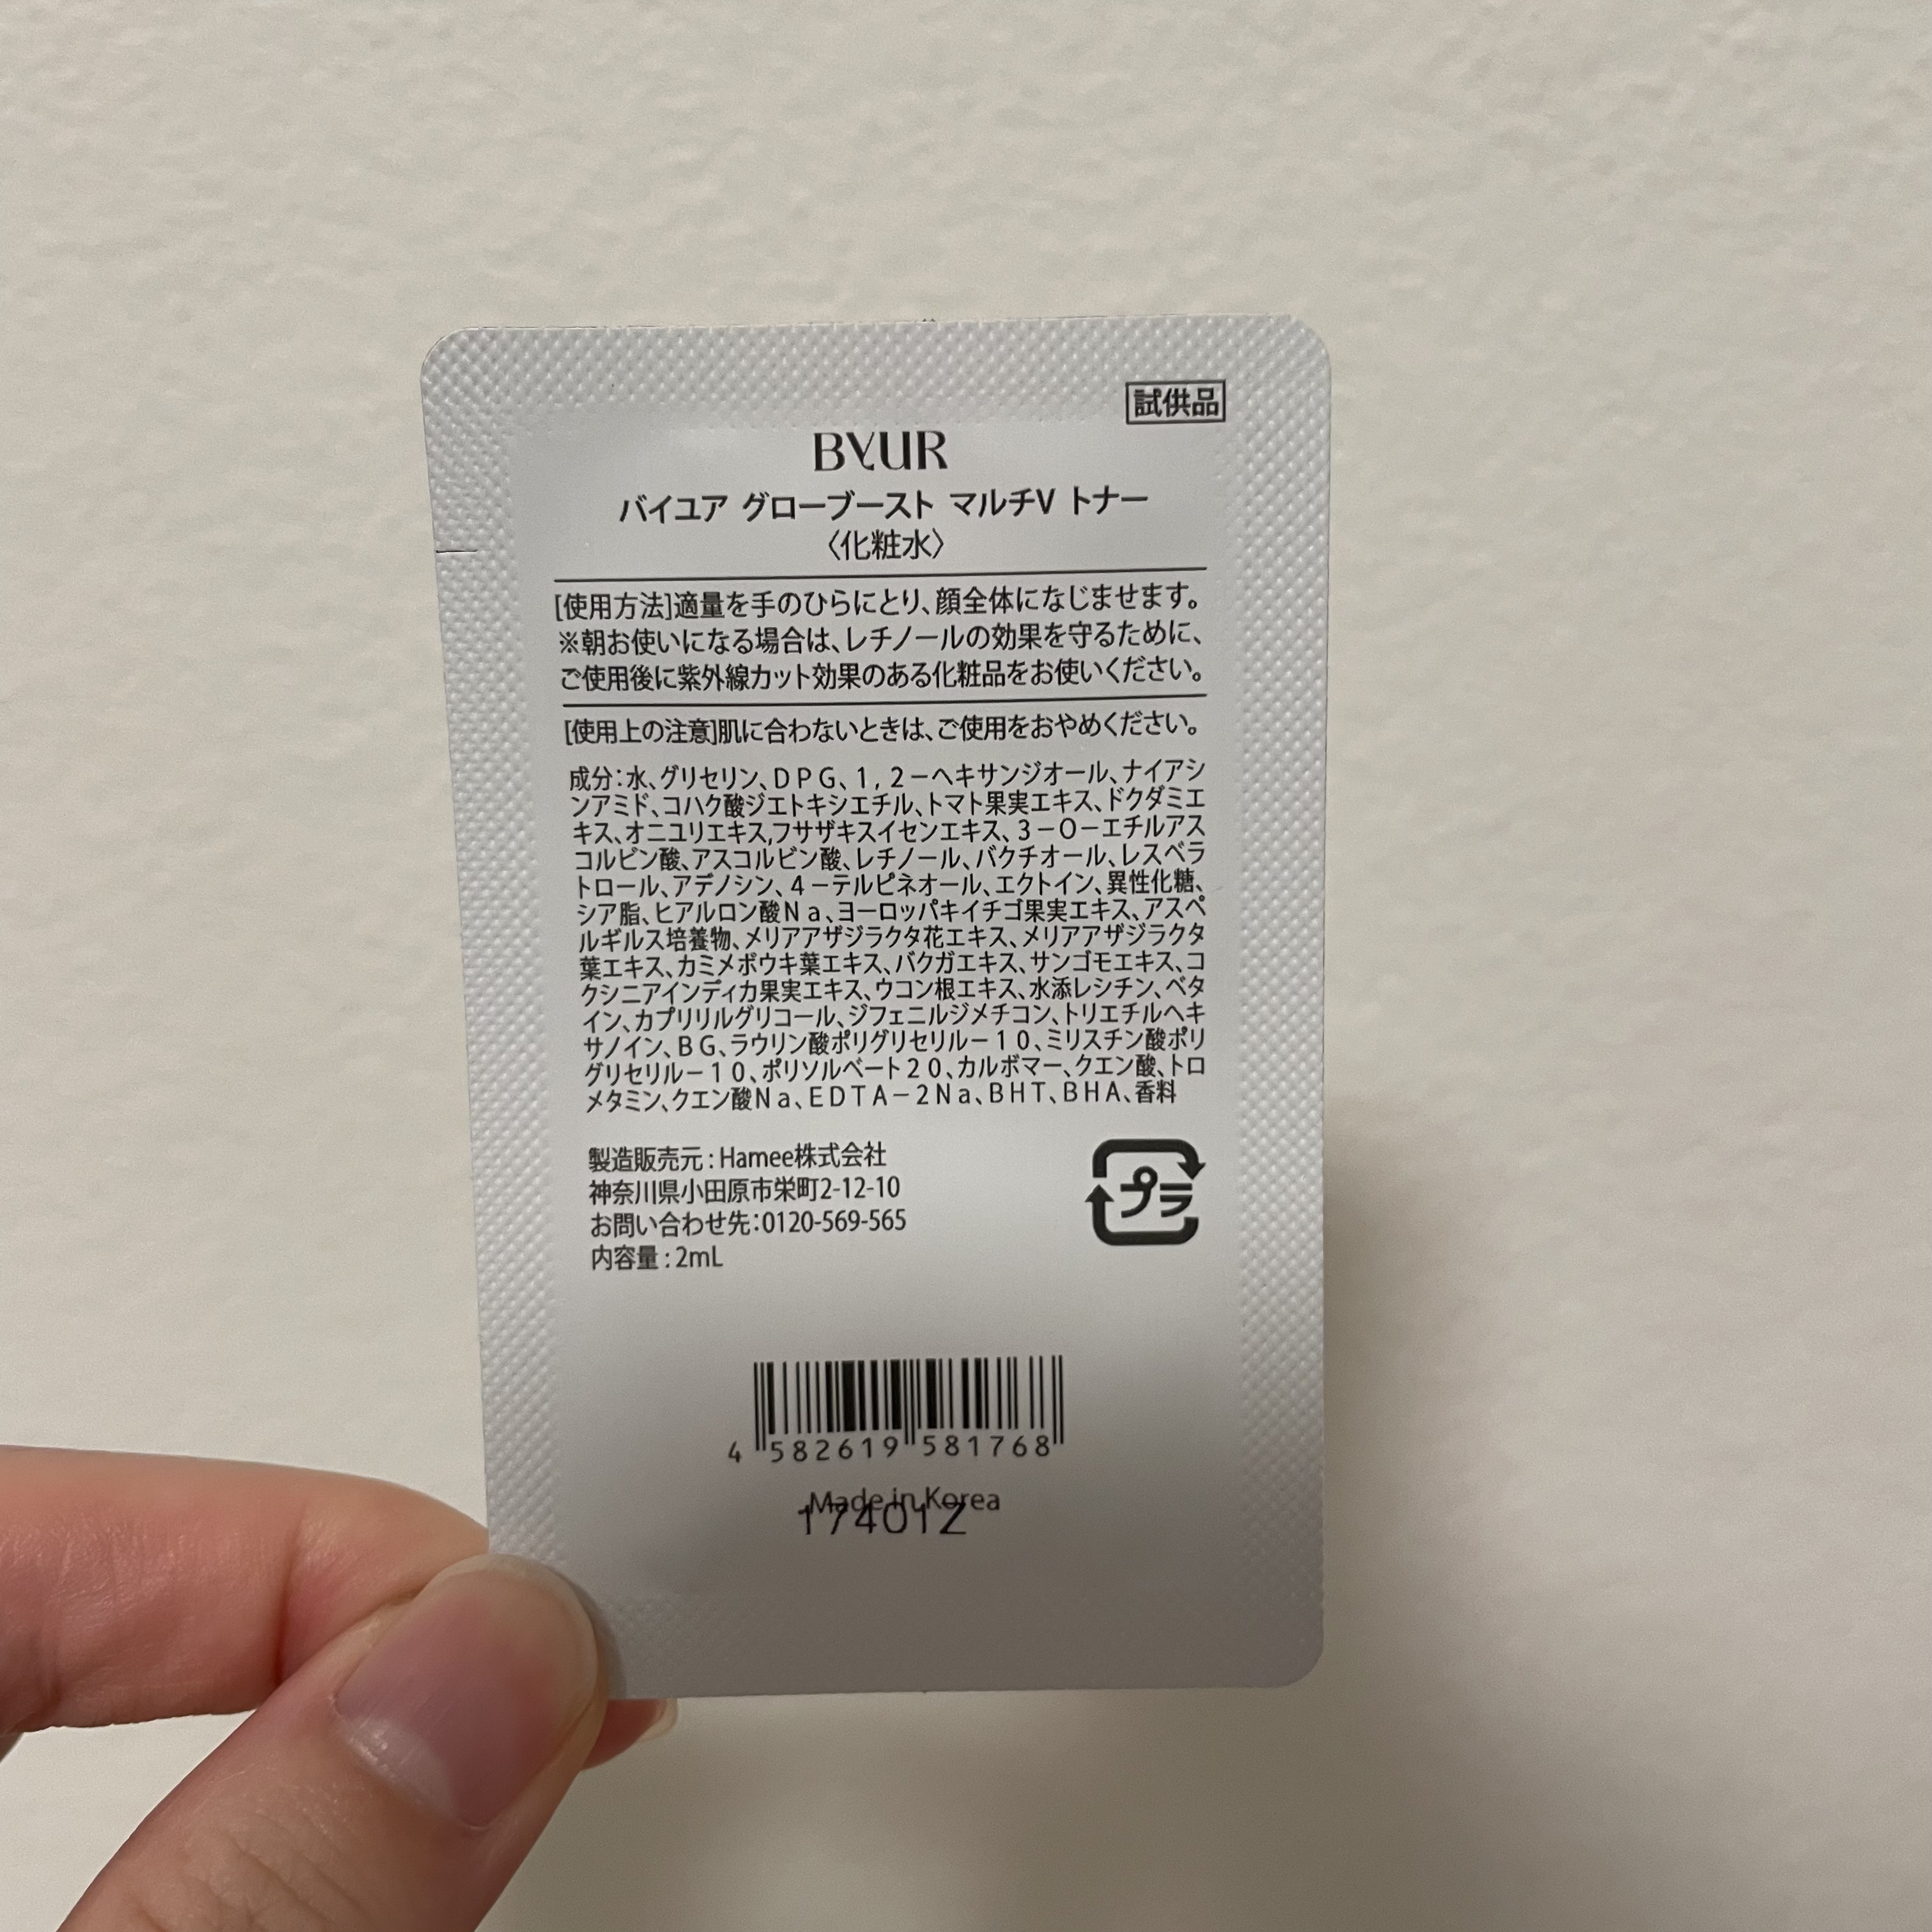 試供品
BYUR
バイユア グローブースト マルチV トナー
〈化粧水〉
[使用方法]適量を手のひらにとり、顔全体になじませます。
※朝お使いになる場合は、レチノールの効果を守るために、
ご使用後に紫外線カット効果のある化粧品をお使いください。
[使用上の注意]肌に合わないときは、ご使用をおやめください。
成分:水、グリセリン、DPG、1,2-ヘキサンジオール、ナイアシ
ンアミド、コハク酸ジエトキシエチル、トマト果実エキス、ドクダミエ
キス、オニユリエキス,フサザキスイセンエキス、3-O-エチルアス
コルビン酸、アスコルビン酸、レチノール、バクチオール、レスベラ
トロール、アデノシン、4-テルピネオール、エクトイン、異性化糖、
シア脂、ヒアルロン酸Na、ヨーロッパキイチゴ果実エキス、アスペ
ルギルス培養物、メリアアザジラクタ花エキス、メリアアザジラクタ
葉エキス、カミメボウキ葉エキス、バクガエキス、サンゴモエキス、コ
クシニアインディカ果実エキス、ウコン根エキス、水添レシチン、ベタ
イン、カプリリルグリコール、ジフェニルジメチコン、トリエチルヘキ
サノイン、BG、ラウリン酸ポリグリセリル-10、ミリスチン酸ポリ
グリセリル-10、ポリソルベート20、カルボマー、クエン酸、トロ
メタミン、クエン酸Na、EDTA-2Na、BHT、BHA、香料
製造販売元:Hamee株式会社
神奈川県小田原市栄町2-12-10
お問い合わせ先:0120-569-565
内容量:2mL
プラ
4 582619 581768
Made in Korea
17401Z